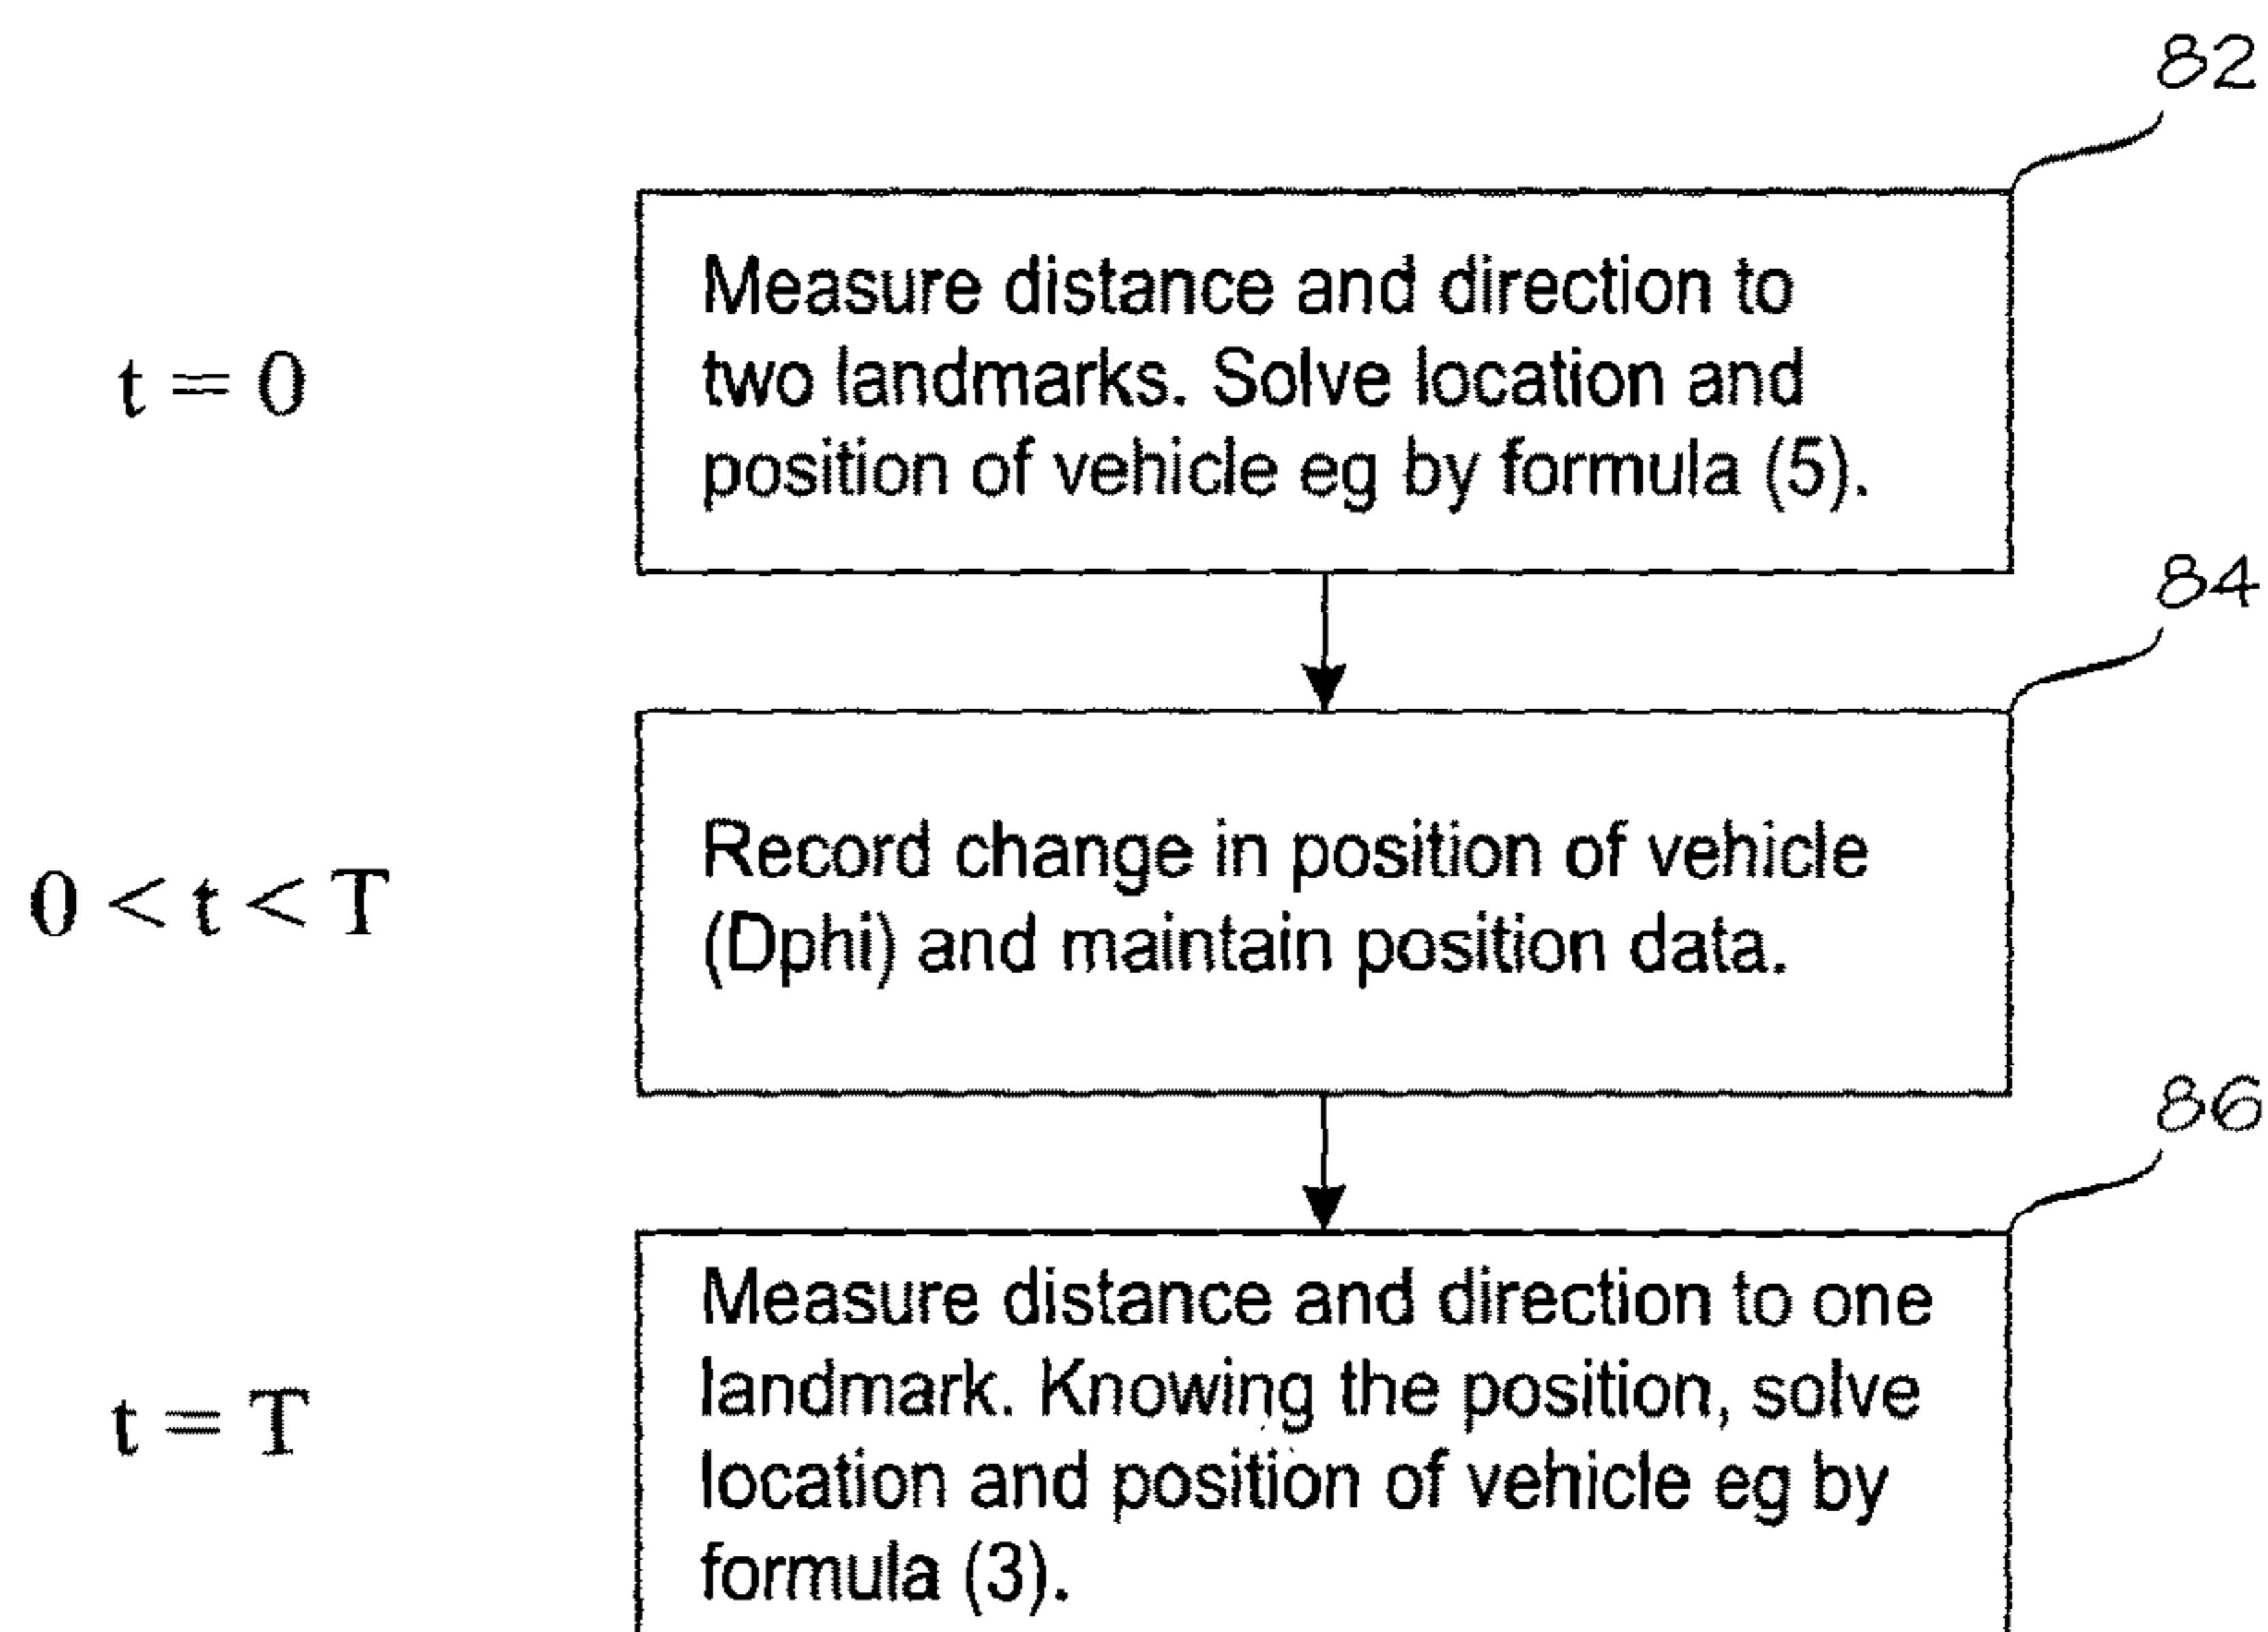 82
Measure distance and direction to
t = 0
two landmarks. Solve location and
position of vehicle eg by formula (5).
84
Record change in position of vehicle
0 < t < T
(Dphi) and maintain position data.
86
Measure distance and direction to one
landmark. Knowing the position, solve
t = T
location and position of vehicle eg by
formula (3).